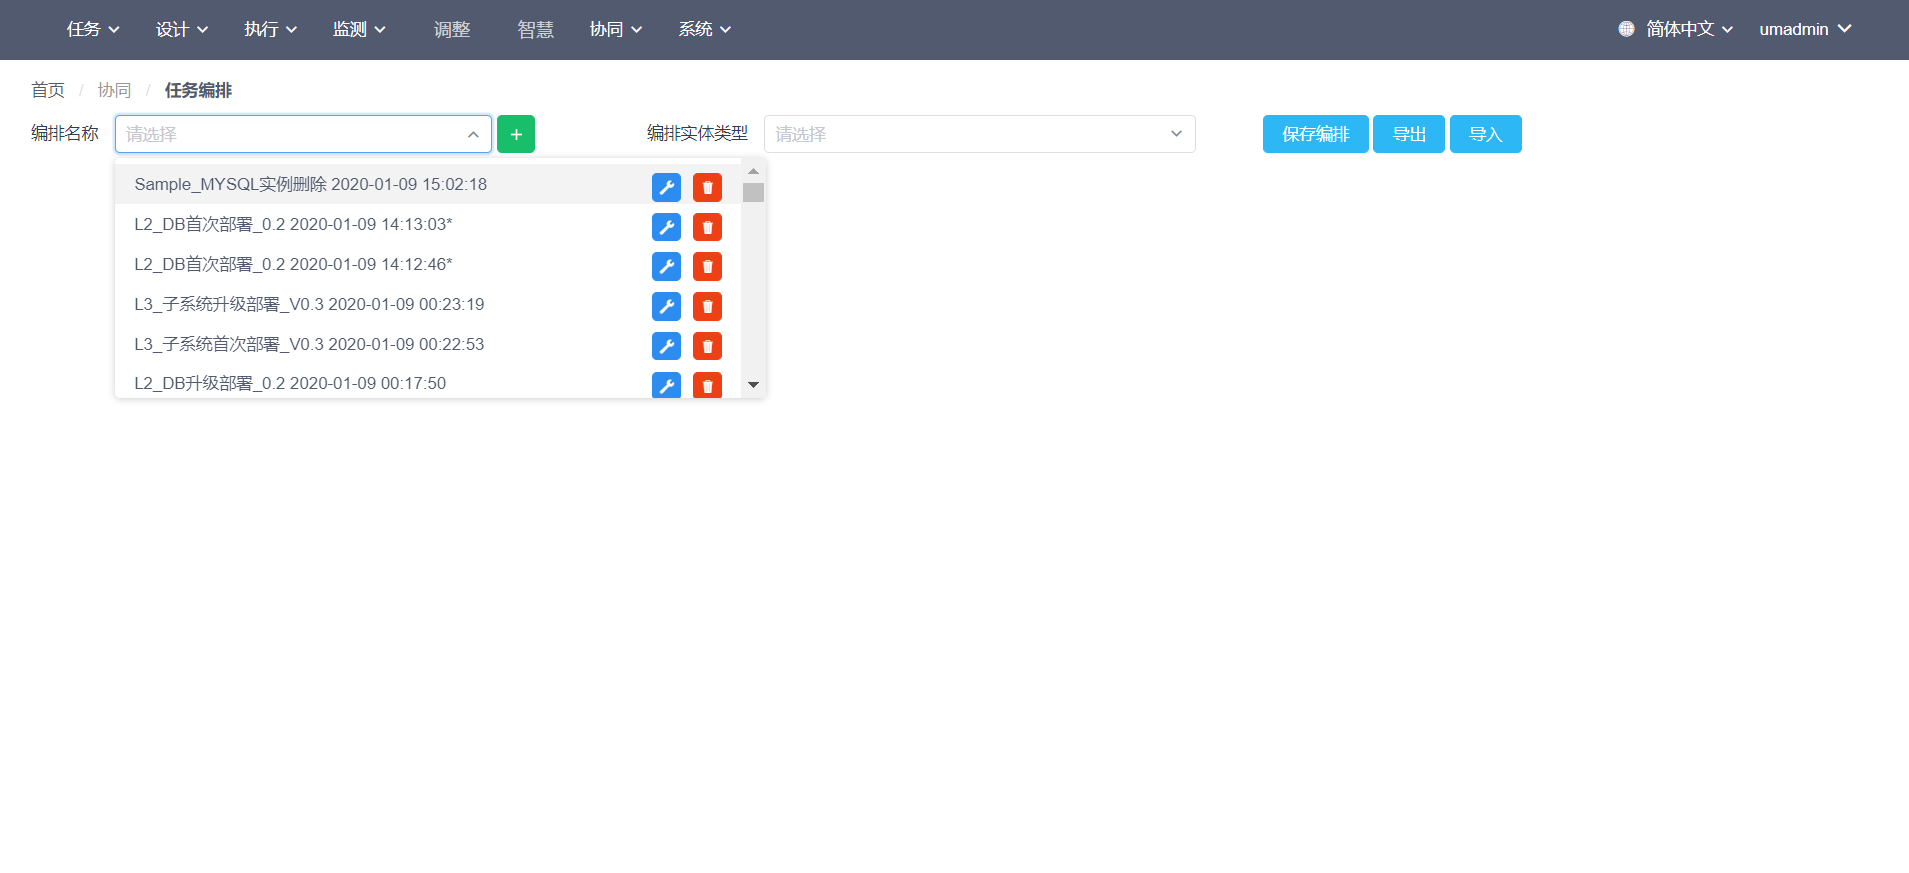 任务 设计 执行 监测 调整 智慧 协同 系统 简体中文 umadmin
首页 / 协同 / 任务编排
编排名称 请选择 + 编排实体类型 请选择 保存编排 导出 导入
Sample_MYSQL实例删除 2020-01-09 15:02:18
L2_DB首次部署_0.2 2020-01-09 14:13:03*
L2_DB首次部署_0.2 2020-01-09 14:12:46*
L3_子系统升级部署_V0.3 2020-01-09 00:23:19
L3_子系统首次部署_V0.3 2020-01-09 00:22:53
L2_DB升级部署_0.2 2020-01-09 00:17:50